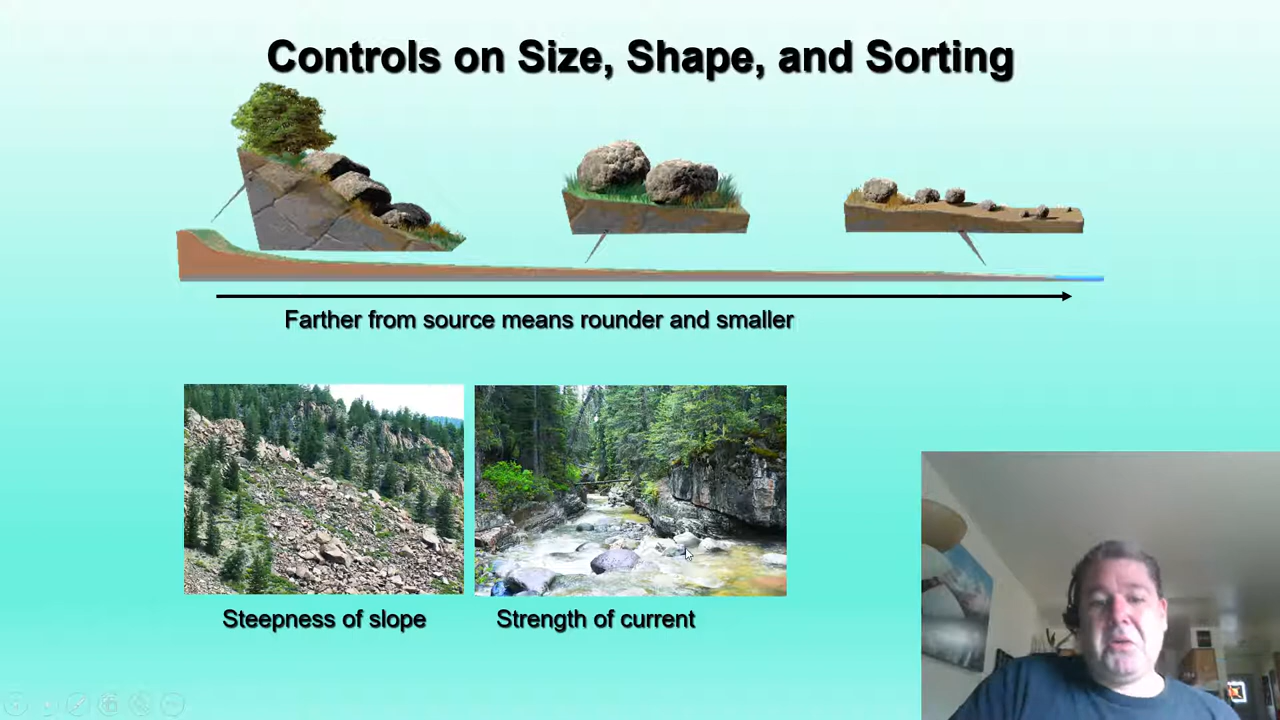 Controls on Size, Shape, and Sorting
Farther from source means rounder and smaller
Steepness of slope
Strength of current